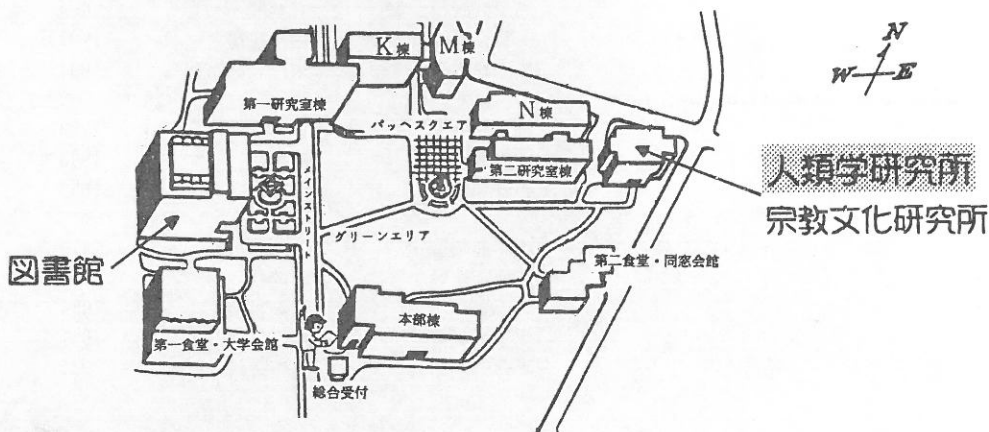 K棟
M棟
N
W E
第一研究室棟
N棟
パッヘスクエア
第二研究室棟
人類学研究所
宗教文化研究所
メインストリート
グリーンエリア
図書館
第二食堂・同窓会館
本部棟
第一食堂・大学会館
総合受付